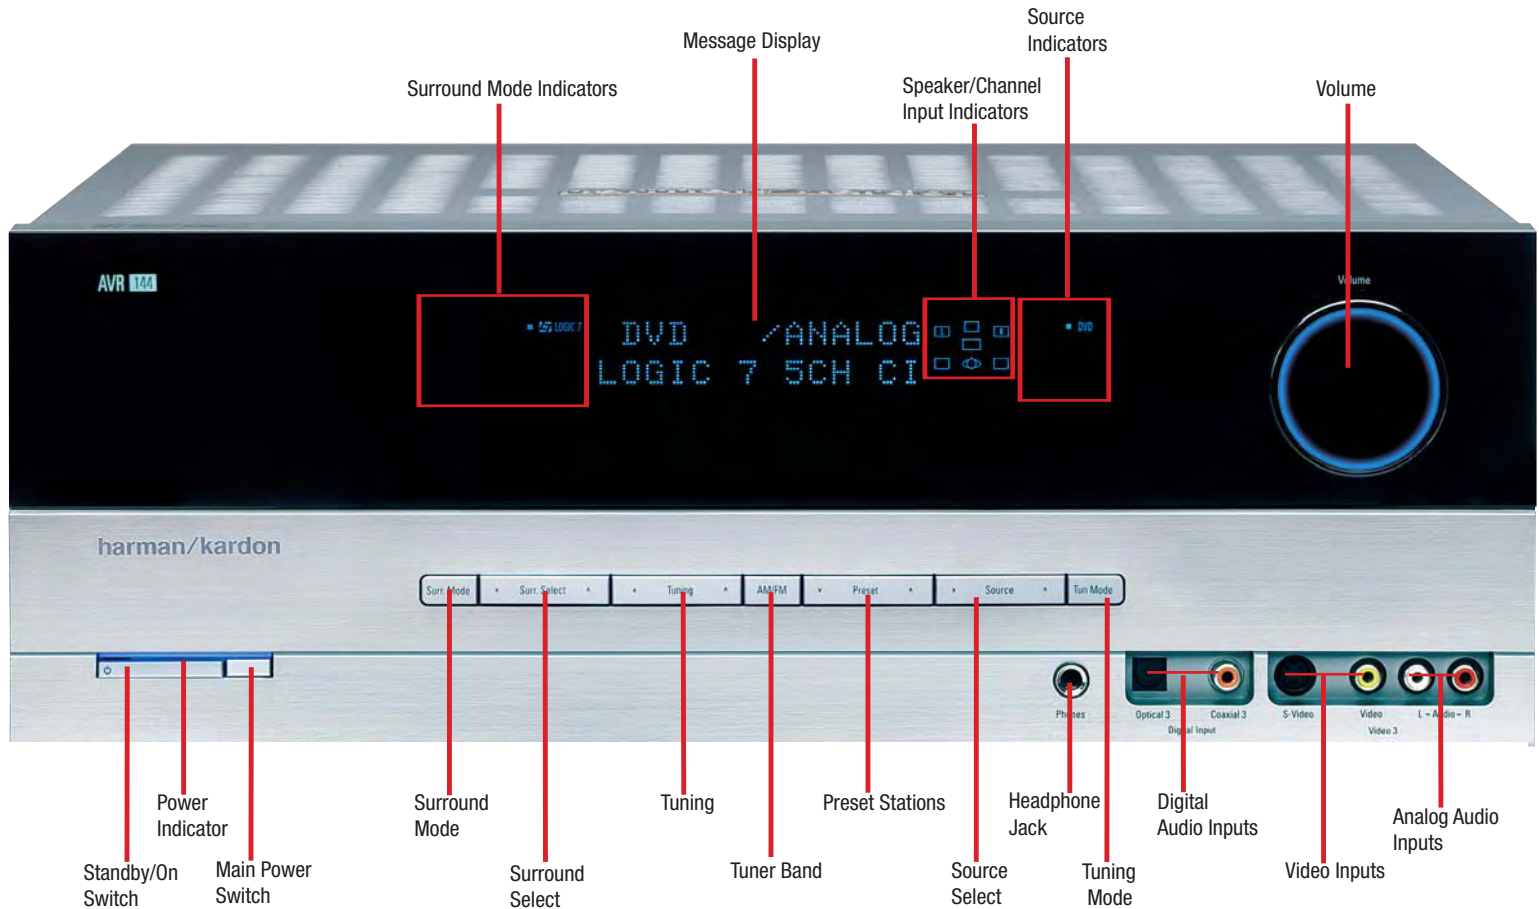 Source
Indicators
Message Display
Surround Mode Indicators
Speaker/Channel
Input Indicators
Volume
AVR 144
Volume
LOGIC 7
DVD /ANALOG
L
R
DVD
LOGIC 7 5CH CI
harman/kardon
Surr. Mode
Surr. Select
Tuning
AM/FM
Preset
Source
Tun Mode
Phones
Optical 3
Coaxial 3
Digital Input
S-Video
Video
L – Audio – R
Video 3
Power
Indicator
Surround
Mode
Tuning
Preset Stations
Headphone
Jack
Digital
Audio Inputs
Analog Audio
Inputs
Standby/On
Switch
Main Power
Switch
Surround
Select
Tuner Band
Source
Select
Tuning
Mode
Video Inputs